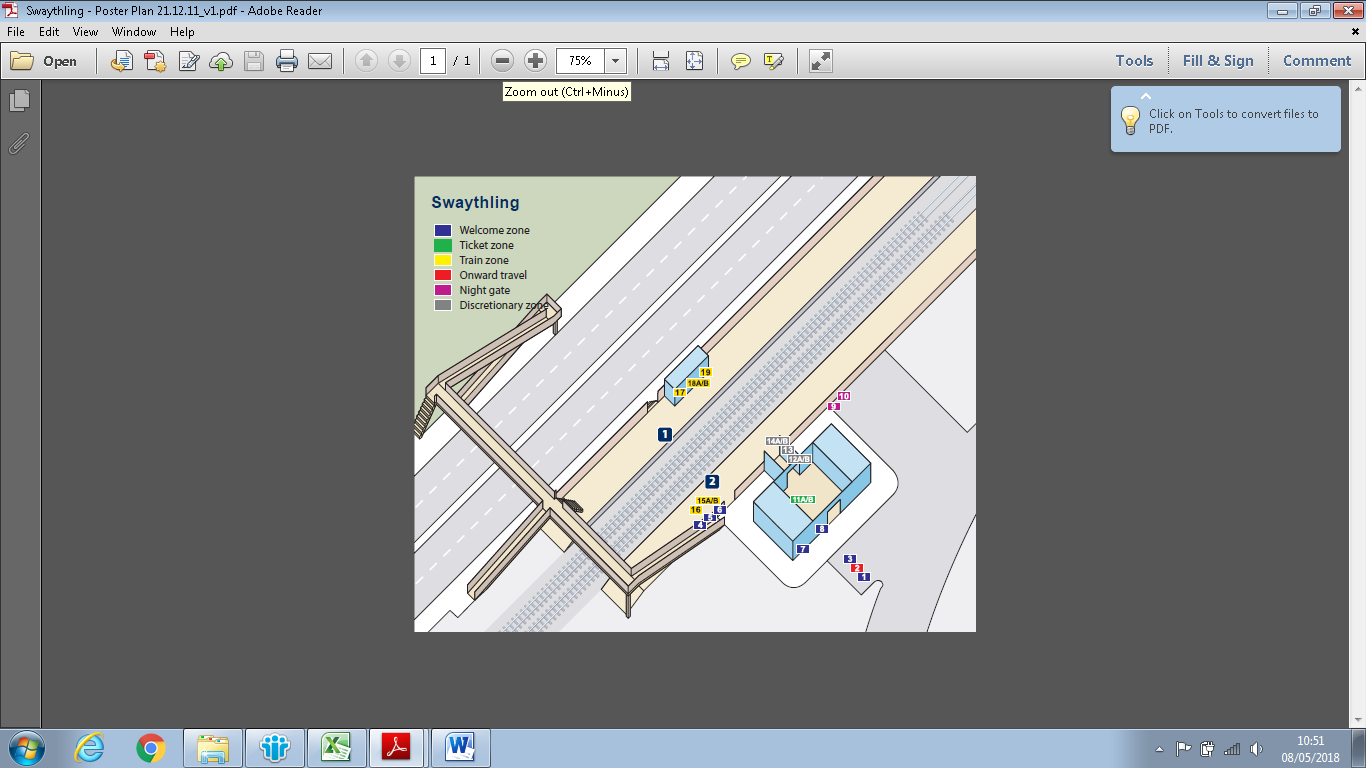 Swaythling - Poster Plan 21.12.11_v1.pdf - Adobe Reader
File Edit View Window Help
Open 1 / 1 75% Tools Fill & Sign Comment
Zoom out (Ctrl+Minus)
Click on Tools to convert files to
PDF.
Swaythling
Welcome zone
Ticket zone
Train zone
Onward travel
Night gate
Discretionary zone
19
18A/B
17
10
9
1
14A/B
13
12A/B
2
15A/B
11A/B
16
6
5
4
8
7
3
2
1
10:51
08/05/2018